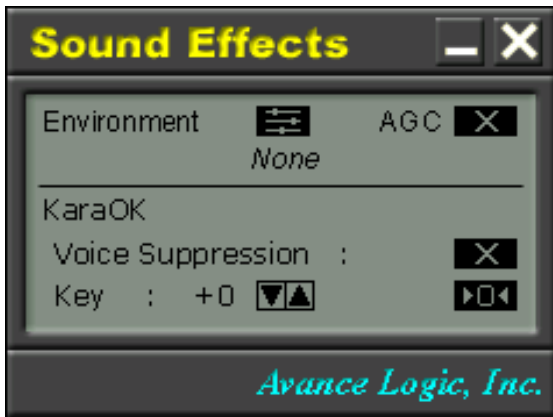 Sound Effects
Environment AGC
None
KaraOK
Voice Suppression :
Key : +0
Avance Logic, Inc.